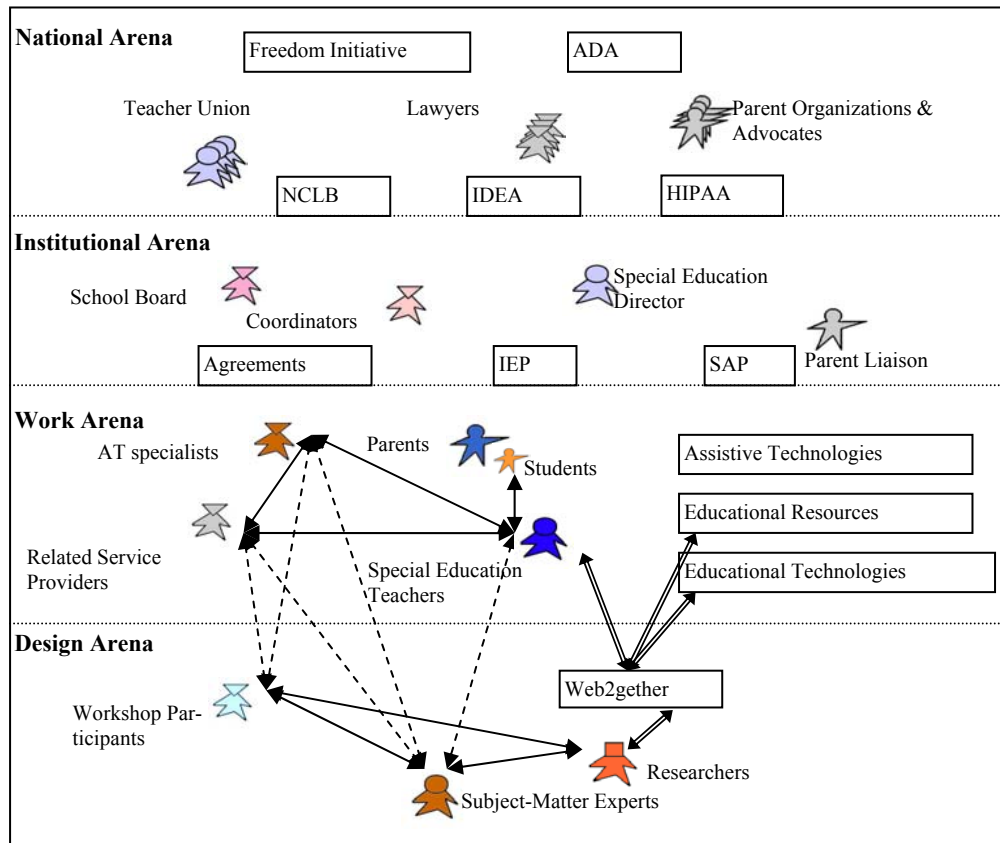 National Arena
Freedom Initiative
ADA
Teacher Union
Lawyers
Parent Organizations &
Advocates
NCLB
IDEA
HIPAA
Institutional Arena
School Board
Coordinators
Special Education
Director
Agreements
IEP
SAP
Parent Liaison
Work Arena
AT specialists
Parents
Students
Assistive Technologies
Educational Resources
Related Service
Providers
Special Education
Teachers
Educational Technologies
Design Arena
Web2gether
Workshop Par-
ticipants
Researchers
Subject-Matter Experts